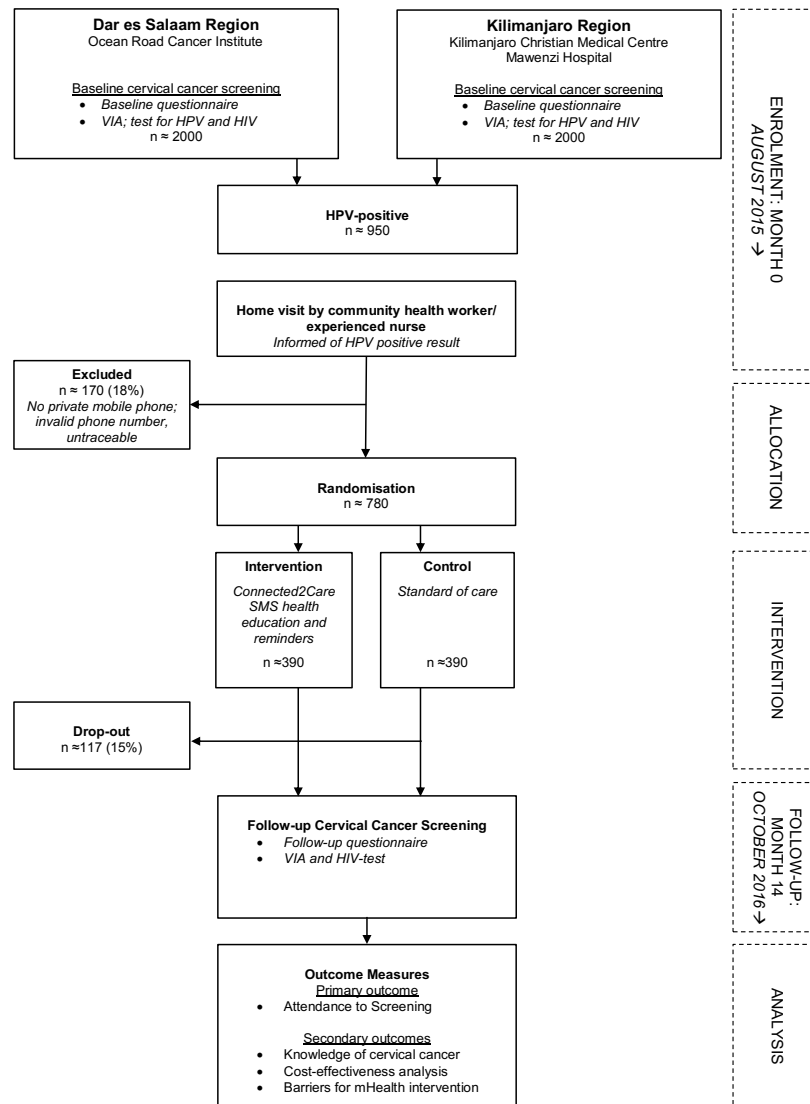 Dar es Salaam Region
Ocean Road Cancer Institute
Baseline cervical cancer screening
• Baseline questionnaire
• VIA; test for HPV and HIV
n ≈ 2000
Kilimanjaro Region
Kilimanjaro Christian Medical Centre
Mawenzi Hospital
Baseline cervical cancer screening
• Baseline questionnaire
• VIA; test for HPV and HIV
n ≈ 2000
ENROLMENT: MONTH 0
AUGUST 2015 →
HPV-positive
n ≈ 950
Home visit by community health worker/
experienced nurse
Informed of HPV positive result
Excluded
n ≈ 170 (18%)
No private mobile phone;
invalid phone number,
untraceable
ALLOCATION
Randomisation
n ≈ 780
Intervention
Connected2Care
SMS health
education and
reminders
n ≈390
Control
Standard of care
n ≈390
INTERVENTION
Drop-out
n ≈117 (15%)
Follow-up Cervical Cancer Screening
• Follow-up questionnaire
• VIA and HIV-test
FOLLOW-UP:
MONTH 14
OCTOBER 2016 →
Outcome Measures
Primary outcome
• Attendance to Screening
Secondary outcomes
• Knowledge of cervical cancer
• Cost-effectiveness analysis
• Barriers for mHealth intervention
ANALYSIS